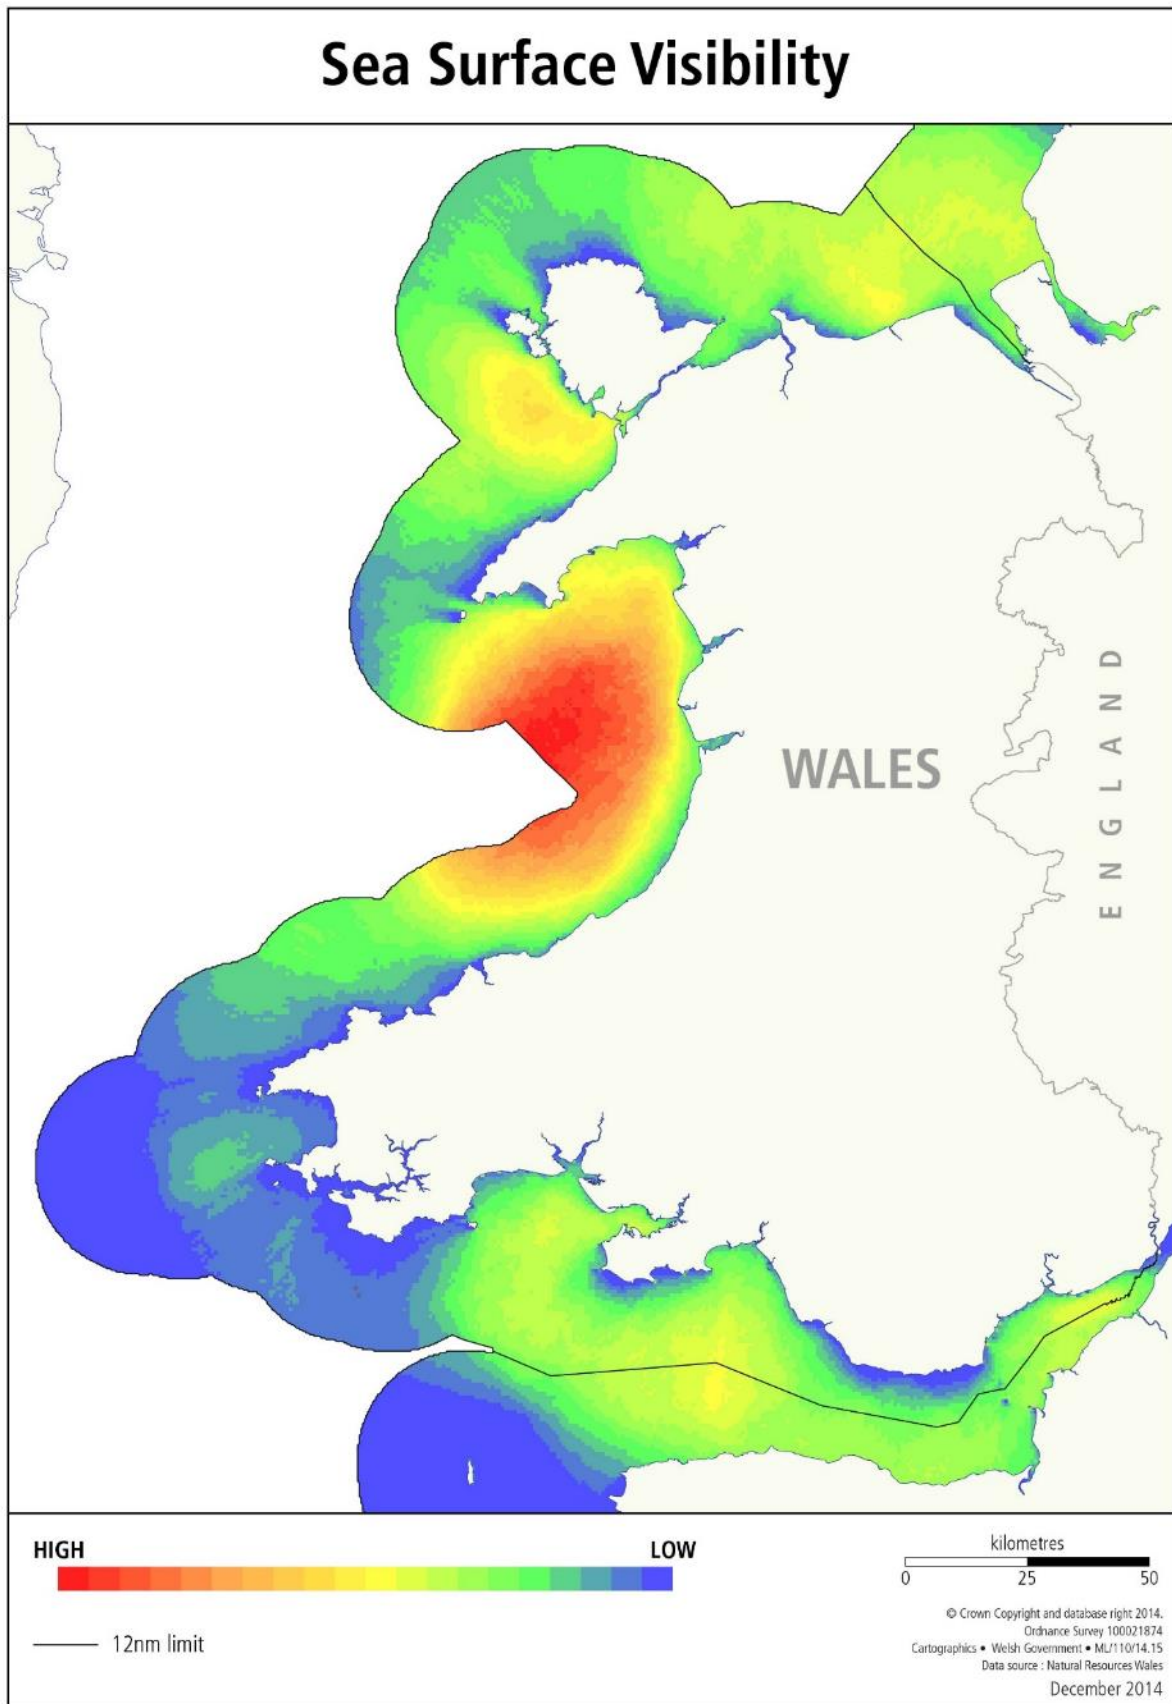 Sea Surface Visibility
WALES
ENGLAND
HIGH
LOW
12nm limit
kilometres
0 25 50
© Crown Copyright and database right 2014.
Ordnance Survey 100021874
Cartographics • Welsh Government • ML/110/14.15
Data source : Natural Resources Wales
December 2014